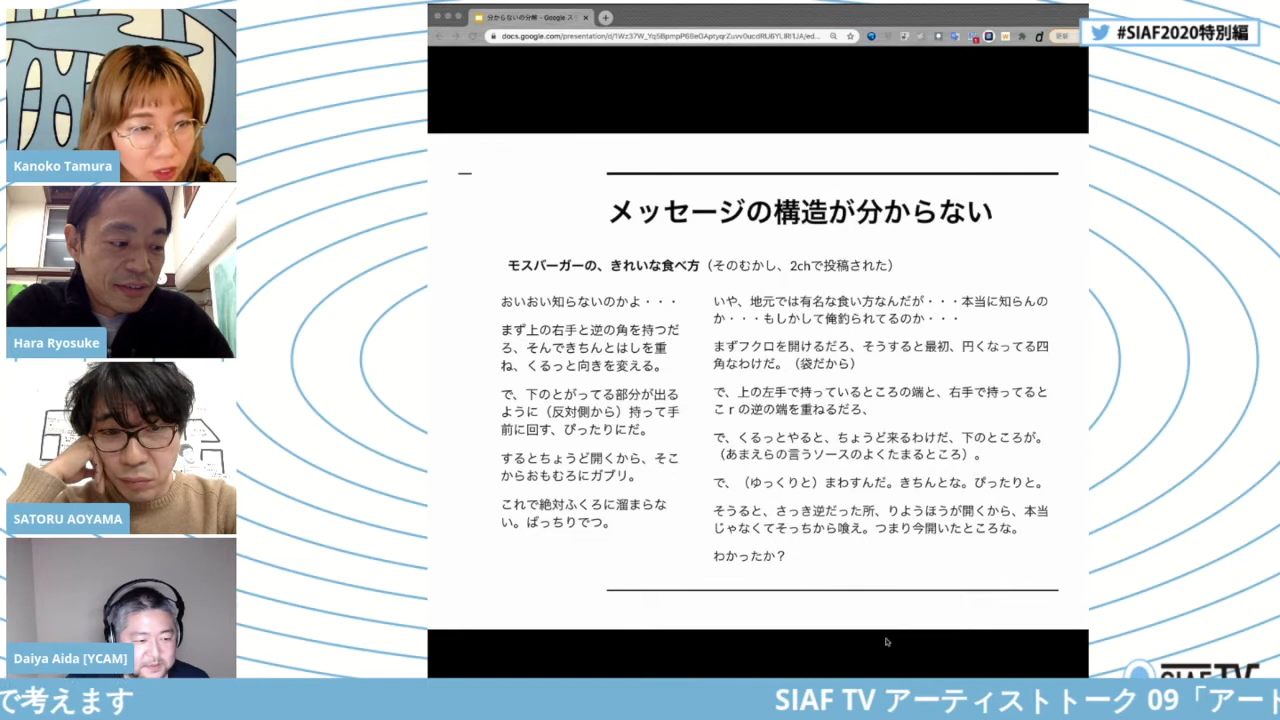 分からないの分解 - Google ス
#SIAF2020特別編
Kanoko Tamura
Hara Ryosuke
SATORU AOYAMA
Daiya Aida [YCAM]
メッセージの構造が分からない
モスバーガーの、きれいな食べ方（そのむかし、2chで投稿された）
おいおい知らないのかよ・・・
まず上の右手と逆の角を持つだ
ろ、そんできちんとはしを重
ね、くるっと向きを変える。
で、下のとがってる部分が出る
ように（反対側から）持って手
前に回す、ぴったりにだ。
するとちょうど開くから、そこ
からおもむろにガブリ。
これで絶対ふくろに溜まらな
い。ばっちりでつ。
いや、地元では有名な食い方なんだが・・・本当に知らんの
か・・・もしかして俺釣られてるのか・・・
まずフクロを開けるだろ、そうすると最初、円くなってる四
角なわけだ。（袋だから）
で、上の左手で持っているところの端と、右手で持ってると
こｒの逆の端を重ねるだろ、
で、くるっとやると、ちょうど来るわけだ、下のところが。
（あまえらの言うソースのよくたまるところ）。
で、（ゆっくりと）まわすんだ。きちんとな。ぴったりと。
そうると、さっき逆だった所、りようほうが開くから、本当
じゃなくてそっちから喰え。つまり今開いたところな。
わかったか？
SIAF TV
で考えます
SIAF TV アーティストトーク 09「アート